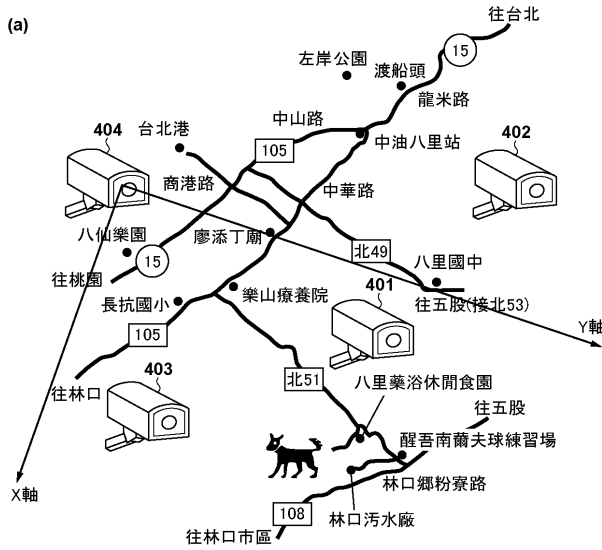 (a)
往台北
15
左岸公園
渡船頭
龍米路
中山路
404
台北港
105
中油八里站
402
商港路
中華路
八仙樂園
15
廖添丁廟
北49
八里國中
往桃園
401
往五股(接北53)
長抗國小
樂山療養院
Y軸
105
403
北51
八里藥浴休閒食園
往林口
往五股
醒吾南爾夫球練習場
X軸
林口鄉粉寮路
108
林口汚水廠
往林口市區